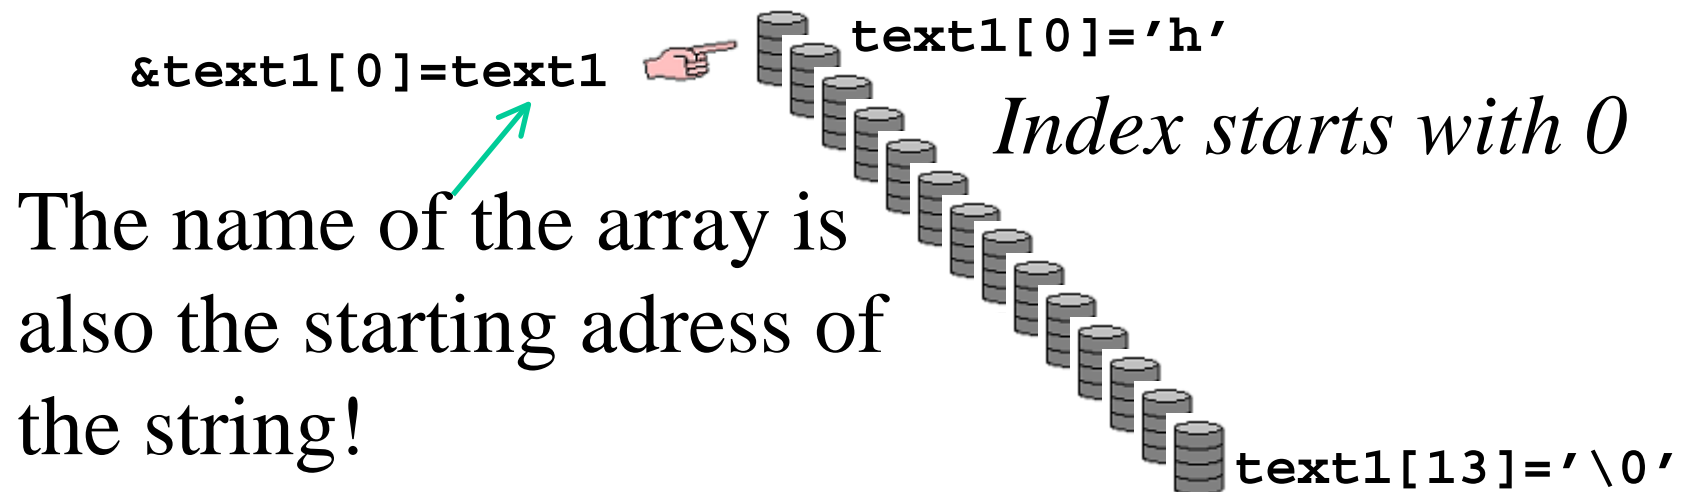 text1[0]=’h’
&text1[0]=text1
Index starts with 0
The name of the array is
also the starting adress of
the string!
text1[13]=’\0’